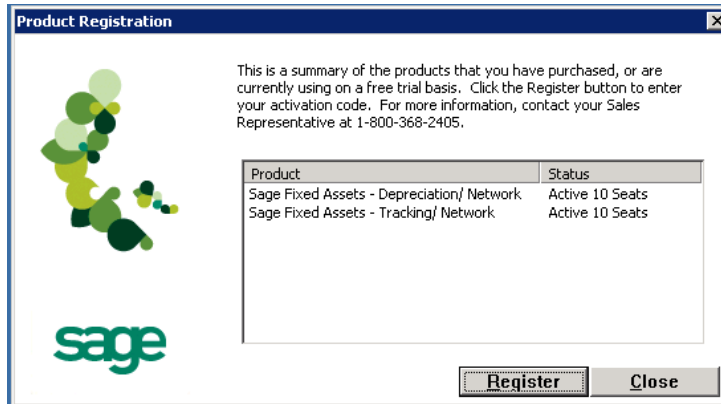 Product Registration
This is a summary of the products that you have purchased, or are
currently using on a free trial basis. Click the Register button to enter
your activation code. For more information, contact your Sales
Representative at 1-800-368-2405.
Product Status
Sage Fixed Assets - Depreciation/ Network Active 10 Seats
Sage Fixed Assets - Tracking/ Network Active 10 Seats
sage
Register Close